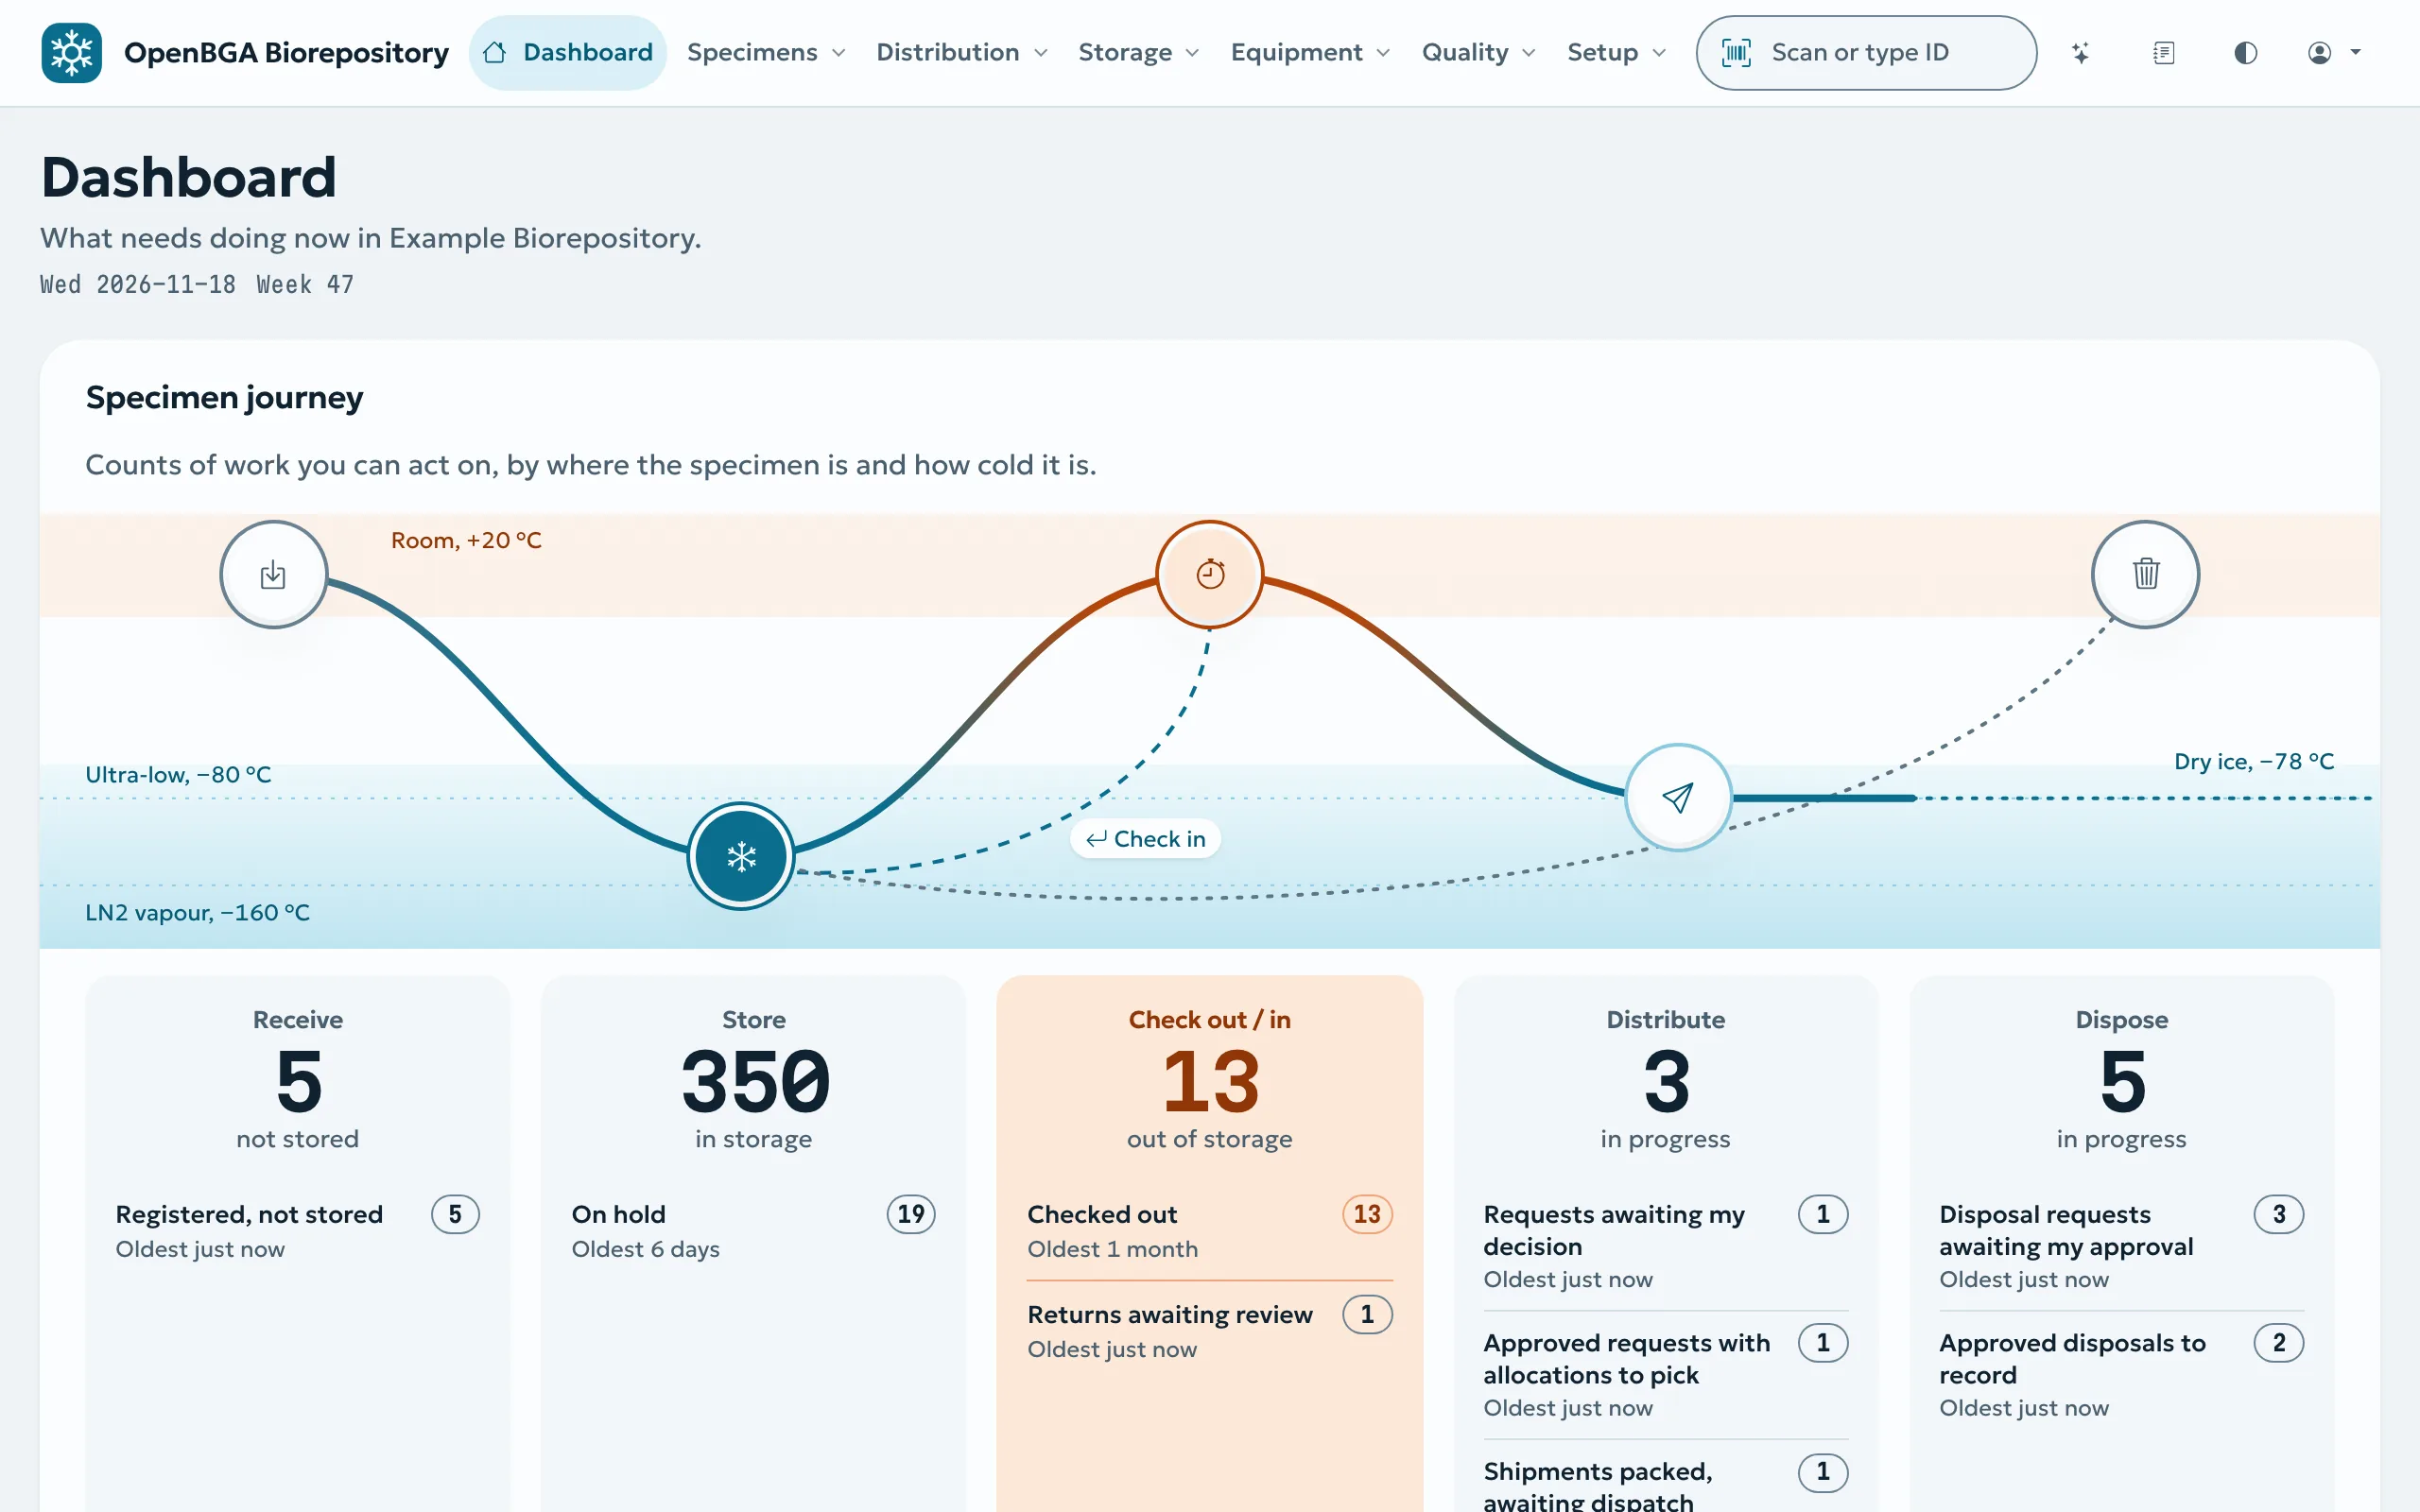 OpenBGA Biorepository Dashboard Specimens Distribution Storage Equipment Quality Setup Scan or type ID
Dashboard
What needs doing now in Example Biorepository.
Wed 2026-11-18 Week 47
Specimen journey
Counts of work you can act on, by where the specimen is and how cold it is.
Room, +20 °C
Ultra-low, −80 °C
Dry ice, −78 °C
Check in
LN2 vapour, −160 °C
Receive
5
not stored
Registered, not stored 5
Oldest just now
Store
350
in storage
On hold 19
Oldest 6 days
Check out / in
13
out of storage
Checked out 13
Oldest 1 month
Returns awaiting review 1
Oldest just now
Distribute
3
in progress
Requests awaiting my 1
decision
Oldest just now
Approved requests with 1
allocations to pick
Oldest just now
Shipments packed, 1
awaiting dispatch
Dispose
5
in progress
Disposal requests 3
awaiting my approval
Oldest just now
Approved disposals to 2
record
Oldest just now